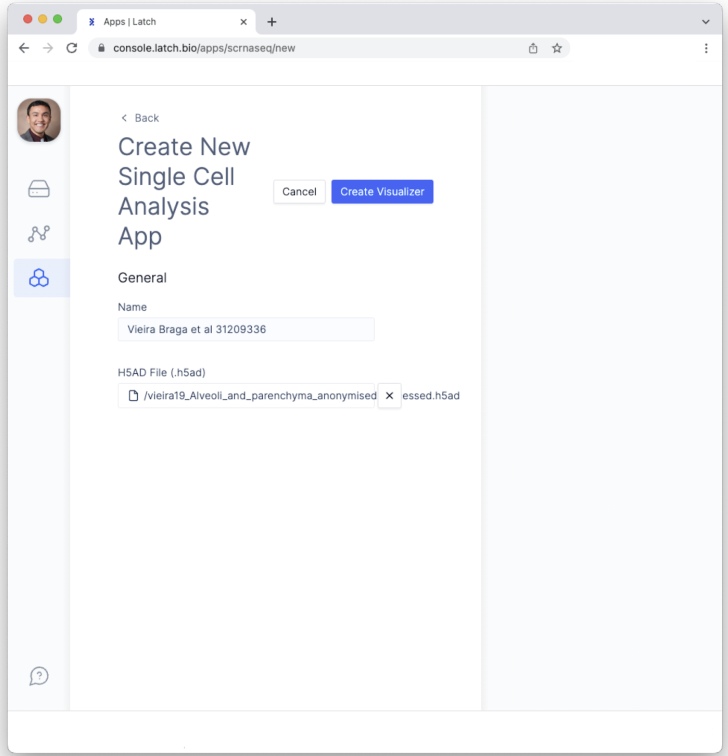 Apps | Latch
console.latch.bio/apps/scrnaseq/new
Back
Create New
Single Cell
Analysis
App
Cancel
Create Visualizer
General
Name
Vieira Braga et al 31209336
H5AD File (.h5ad)
/vieira19_Alveoli_and_parenchyma_anonymised essed.h5ad